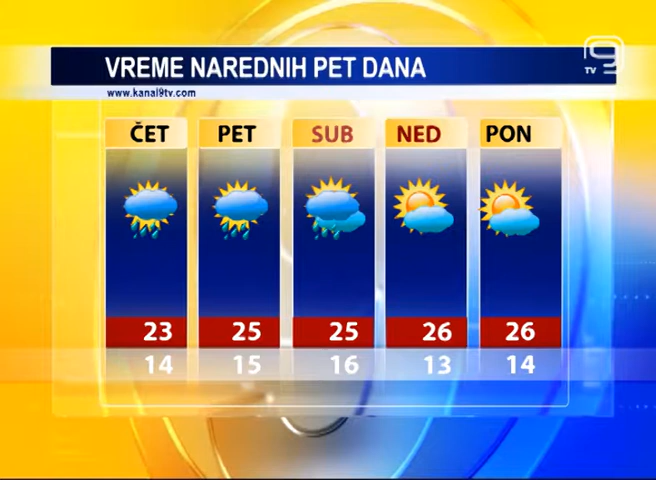 VREME NAREDNIH PET DANA
9
TV
www.kanal9tv.com
ČET PET SUB NED PON
23 25 25 26 26
14 15 16 13 14